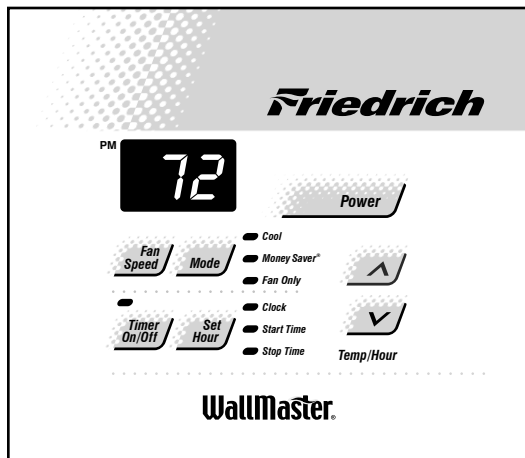 Friedrich
PM
72
Power
Fan
Speed
Mode
Cool
Money Saver®
Fan Only
Timer
On/Off
Set
Hour
Clock
Start Time
Stop Time
Temp/Hour
WallMaster®